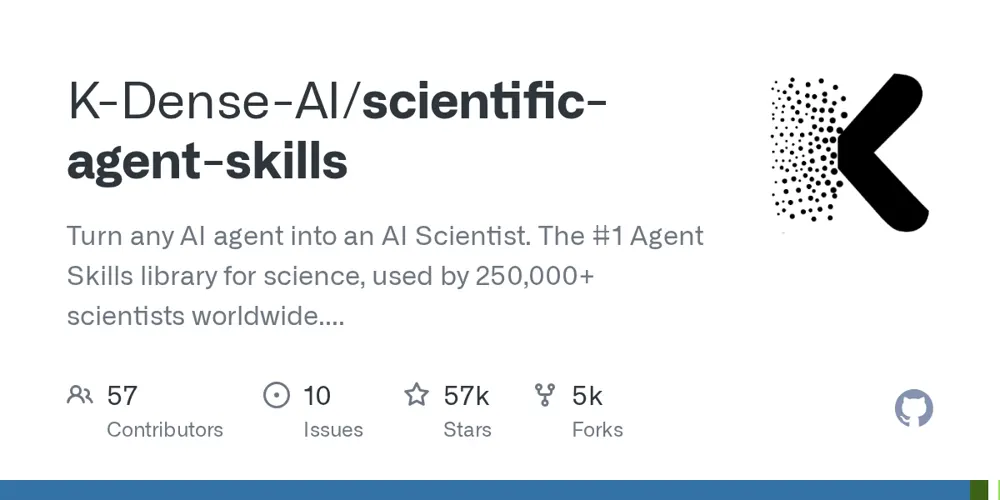 K-Dense-AI/scientific-
agent-skills
Turn any AI agent into an AI Scientist. The #1 Agent
Skills library for science, used by 250,000+
scientists worldwide....
57 10 57k 5k
Contributors Issues Stars Forks